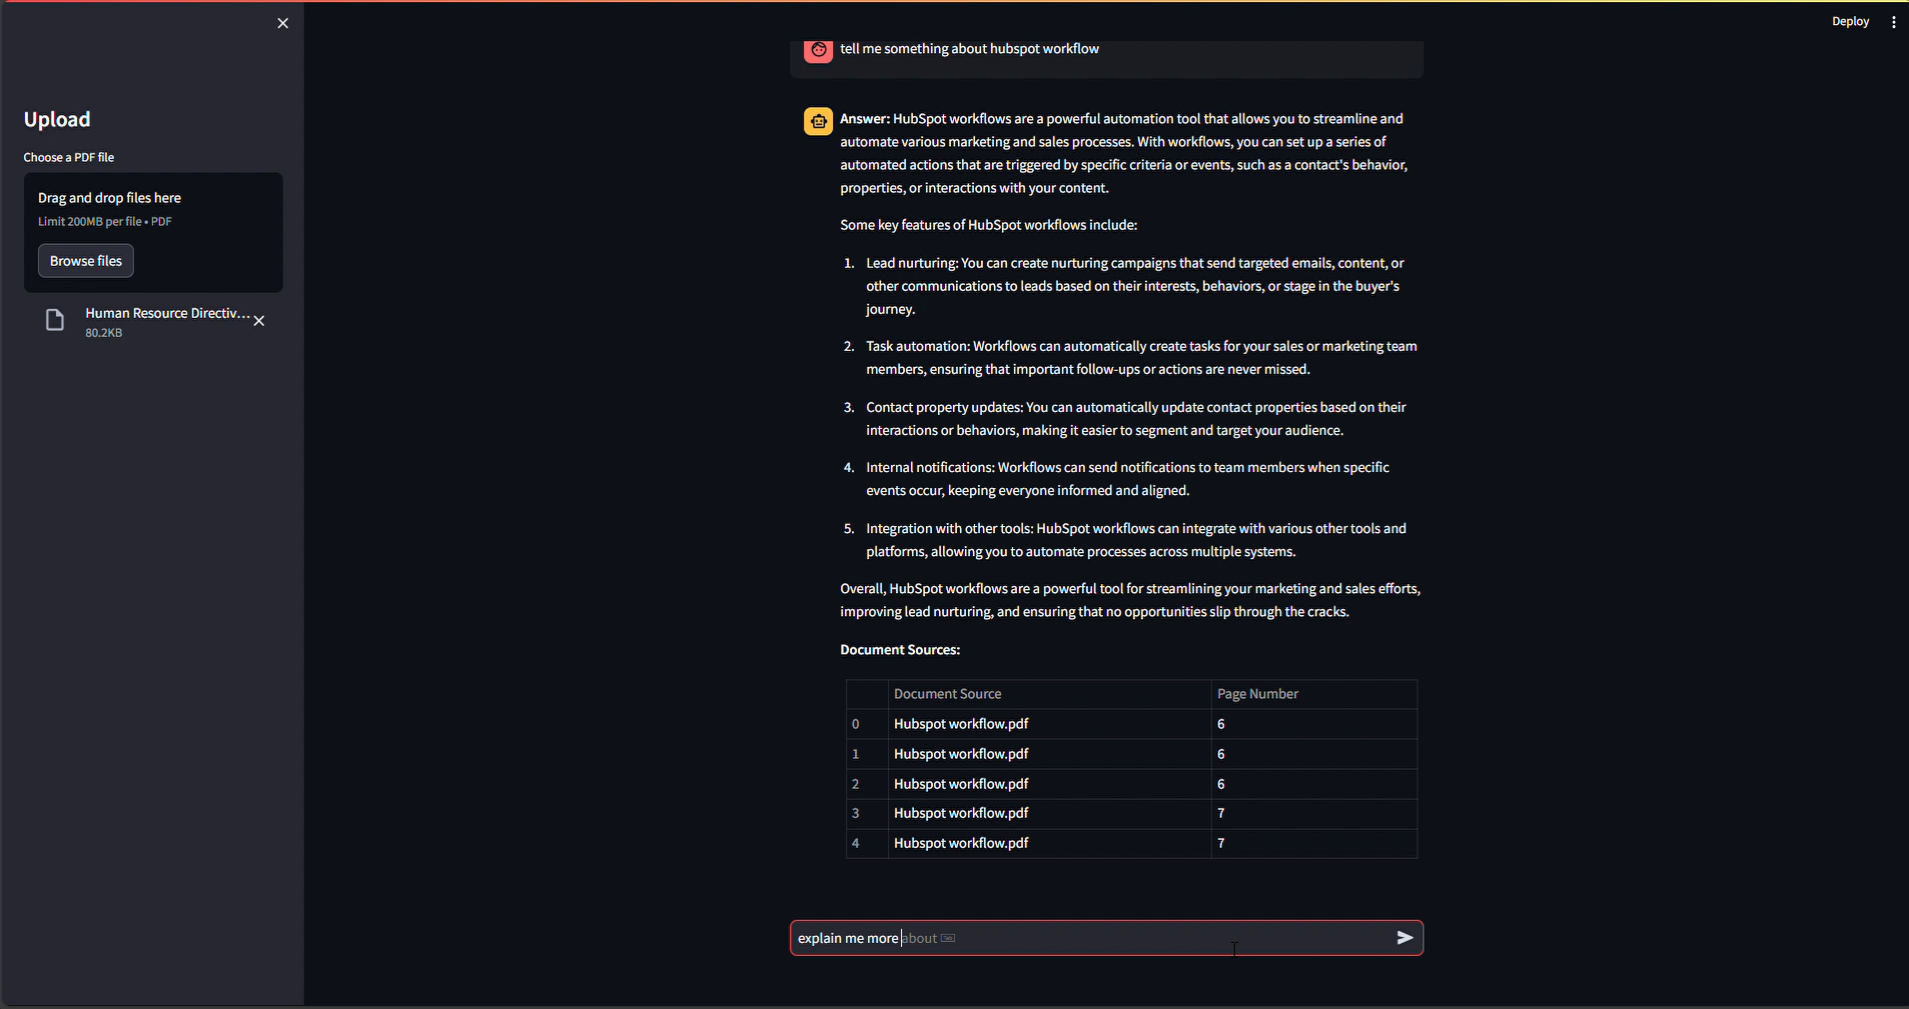 Deploy
Upload
Choose a PDF file
Drag and drop files here
Limit 200MB per file • PDF
Browse files
Human Resource Directiv...
80.2KB
tell me something about hubspot workflow
Answer: HubSpot workflows are a powerful automation tool that allows you to streamline and
automate various marketing and sales processes. With workflows, you can set up a series of
automated actions that are triggered by specific criteria or events, such as a contact's behavior,
properties, or interactions with your content.
Some key features of HubSpot workflows include:
1. Lead nurturing: You can create nurturing campaigns that send targeted emails, content, or
other communications to leads based on their interests, behaviors, or stage in the buyer's
journey.
2. Task automation: Workflows can automatically create tasks for your sales or marketing team
members, ensuring that important follow-ups or actions are never missed.
3. Contact property updates: You can automatically update contact properties based on their
interactions or behaviors, making it easier to segment and target your audience.
4. Internal notifications: Workflows can send notifications to team members when specific
events occur, keeping everyone informed and aligned.
5. Integration with other tools: HubSpot workflows can integrate with various other tools and
platforms, allowing you to automate processes across multiple systems.
Overall, HubSpot workflows are a powerful tool for streamlining your marketing and sales efforts,
improving lead nurturing, and ensuring that no opportunities slip through the cracks.
Document Sources:
Document Source Page Number
0 Hubspot workflow.pdf 6
1 Hubspot workflow.pdf 6
2 Hubspot workflow.pdf 6
3 Hubspot workflow.pdf 7
4 Hubspot workflow.pdf 7
explain me more about